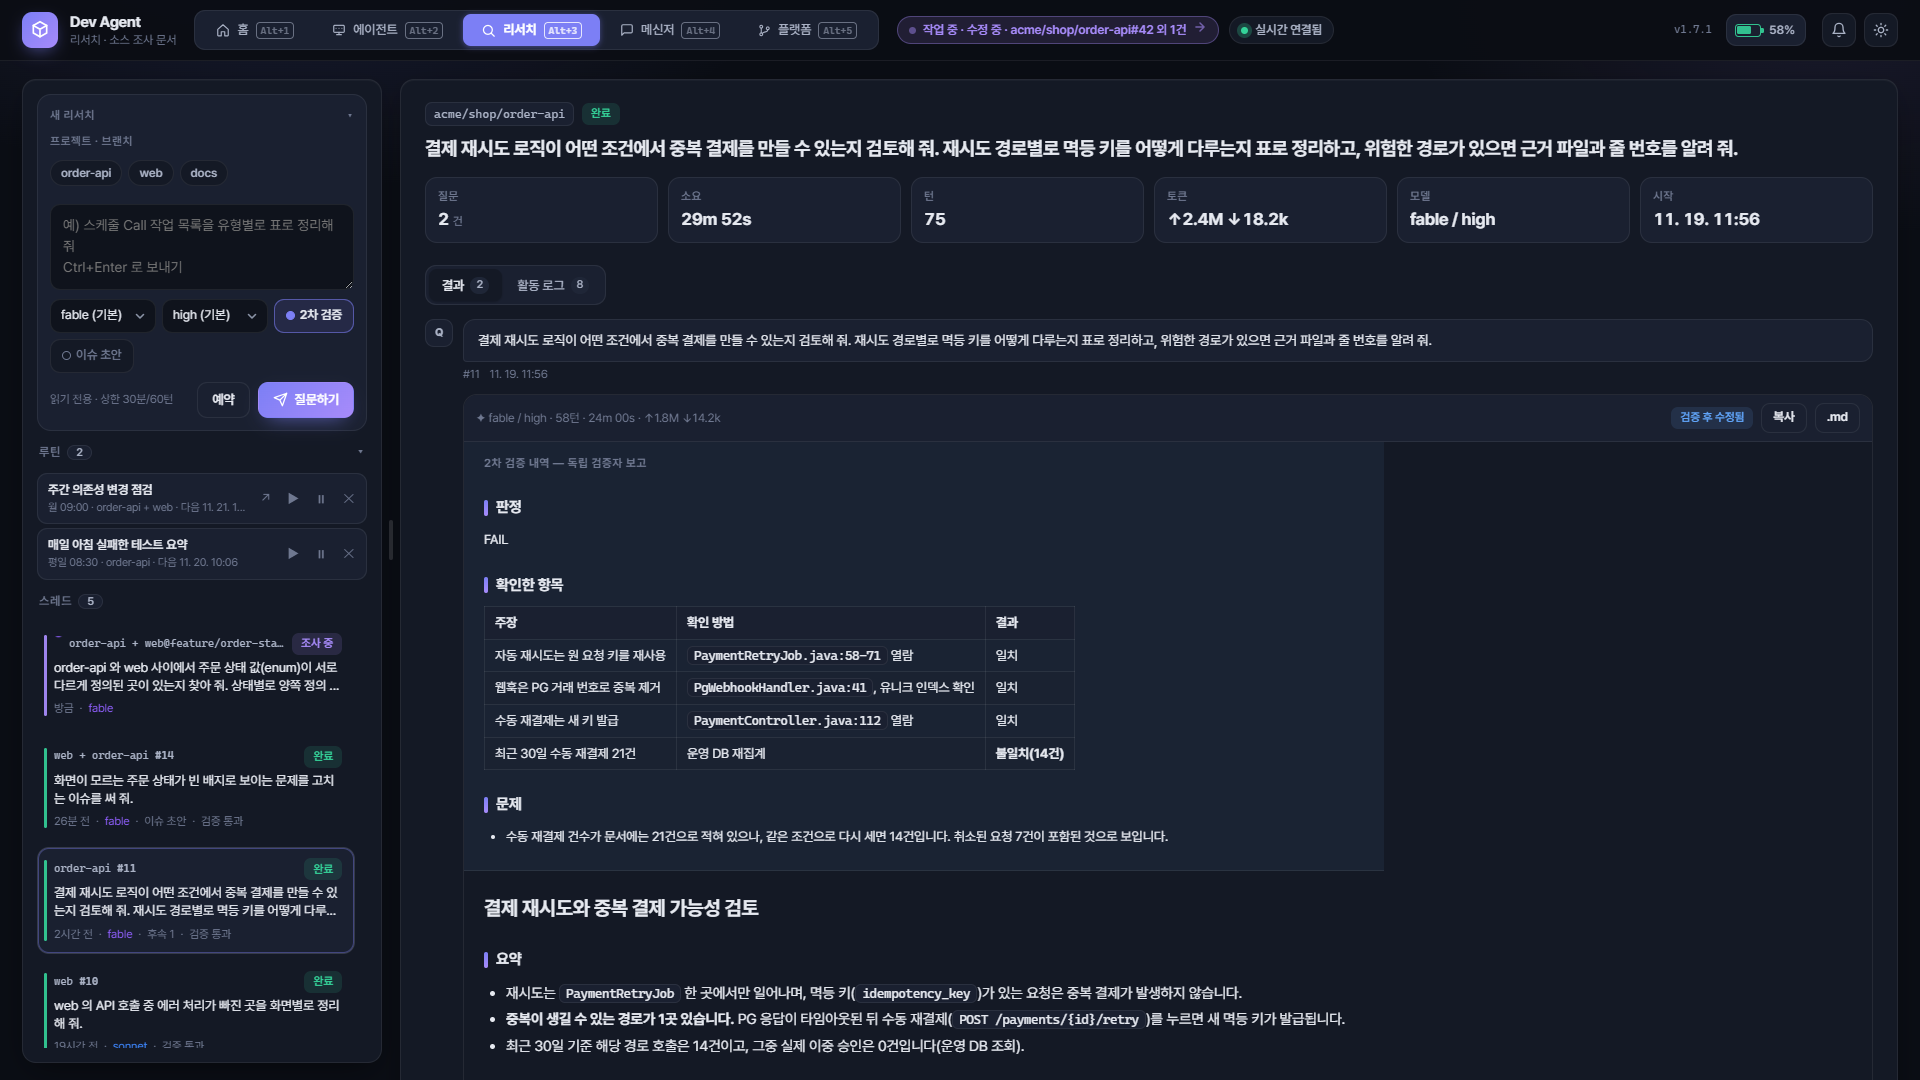 Dev Agent
리서치 · 소스 조사 문서
홈 Alt+1
에이전트 Alt+2
리서치 Alt+3
메신저 Alt+4
플랫폼 Alt+5
작업 중 · 수정 중 · acme/shop/order-api#42 외 1건 →
실시간 연결됨
v1.7.1
58%
새 리서치
프로젝트 · 브랜치
order-api
web
docs
예) 스케줄 Call 작업 목록을 유형별로 표로 정리해
줘
Ctrl+Enter 로 보내기
fable (기본)
high (기본)
2차 검증
이슈 초안
읽기 전용 · 상한 30분/60턴
예약
질문하기
루틴 2
주간 의존성 변경 점검
월 09:00 · order-api + web · 다음 11. 21. 1...
매일 아침 실패한 테스트 요약
평일 08:30 · order-api · 다음 11. 20. 10:06
스레드 5
order-api + web@feature/order-sta… 조사 중
order-api 와 web 사이에서 주문 상태 값(enum)이 서로
다르게 정의된 곳이 있는지 찾아 줘. 상태별로 양쪽 정의 ...
방금 · fable
web + order-api #14 완료
화면이 모르는 주문 상태가 빈 배지로 보이는 문제를 고치
는 이슈를 써 줘.
26분 전 · fable · 이슈 초안 · 검증 통과
order-api #11 완료
결제 재시도 로직이 어떤 조건에서 중복 결제를 만들 수 있
는지 검토해 줘. 재시도 경로별로 멱등 키를 어떻게 다루...
2시간 전 · fable · 후속 1 · 검증 통과
web #10 완료
web 의 API 호출 중 에러 처리가 빠진 곳을 화면별로 정리
해 줘.
19시간 전 · sonnet · 검증 통과
acme/shop/order-api 완료
결제 재시도 로직이 어떤 조건에서 중복 결제를 만들 수 있는지 검토해 줘. 재시도 경로별로 멱등 키를 어떻게 다루는지 표로 정리하고, 위험한 경로가 있으면 근거 파일과 줄 번호를 알려 줘.
질문
2 건
소요
29m 52s
턴
75
토큰
↑2.4M ↓18.2k
모델
fable / high
시작
11. 19. 11:56
결과 2
활동 로그 8
Q
결제 재시도 로직이 어떤 조건에서 중복 결제를 만들 수 있는지 검토해 줘. 재시도 경로별로 멱등 키를 어떻게 다루는지 표로 정리하고, 위험한 경로가 있으면 근거 파일과 줄 번호를 알려 줘.
#11 11. 19. 11:56
✦ fable / high · 58턴 · 24m 00s · ↑1.8M ↓14.2k
검증 후 수정됨
복사
.md
2차 검증 내역 — 독립 검증자 보고
판정
FAIL
확인한 항목
주장 확인 방법 결과
자동 재시도는 원 요청 키를 재사용 PaymentRetryJob.java:58–71 열람 일치
웹훅은 PG 거래 번호로 중복 제거 PgWebhookHandler.java:41 , 유니크 인덱스 확인 일치
수동 재결제는 새 키 발급 PaymentController.java:112 열람 일치
최근 30일 수동 재결제 21건 운영 DB 재집계 불일치(14건)
문제
• 수동 재결제 건수가 문서에는 21건으로 적혀 있으나, 같은 조건으로 다시 세면 14건입니다. 취소된 요청 7건이 포함된 것으로 보입니다.
결제 재시도와 중복 결제 가능성 검토
요약
• 재시도는 PaymentRetryJob 한 곳에서만 일어나며, 멱등 키( idempotency_key )가 있는 요청은 중복 결제가 발생하지 않습니다.
• 중복이 생길 수 있는 경로가 1곳 있습니다. PG 응답이 타임아웃된 뒤 수동 재결제( POST /payments/{id}/retry )를 누르면 새 멱등 키가 발급됩니다.
• 최근 30일 기준 해당 경로 호출은 14건이고, 그중 실제 이중 승인은 0건입니다(운영 DB 조회).